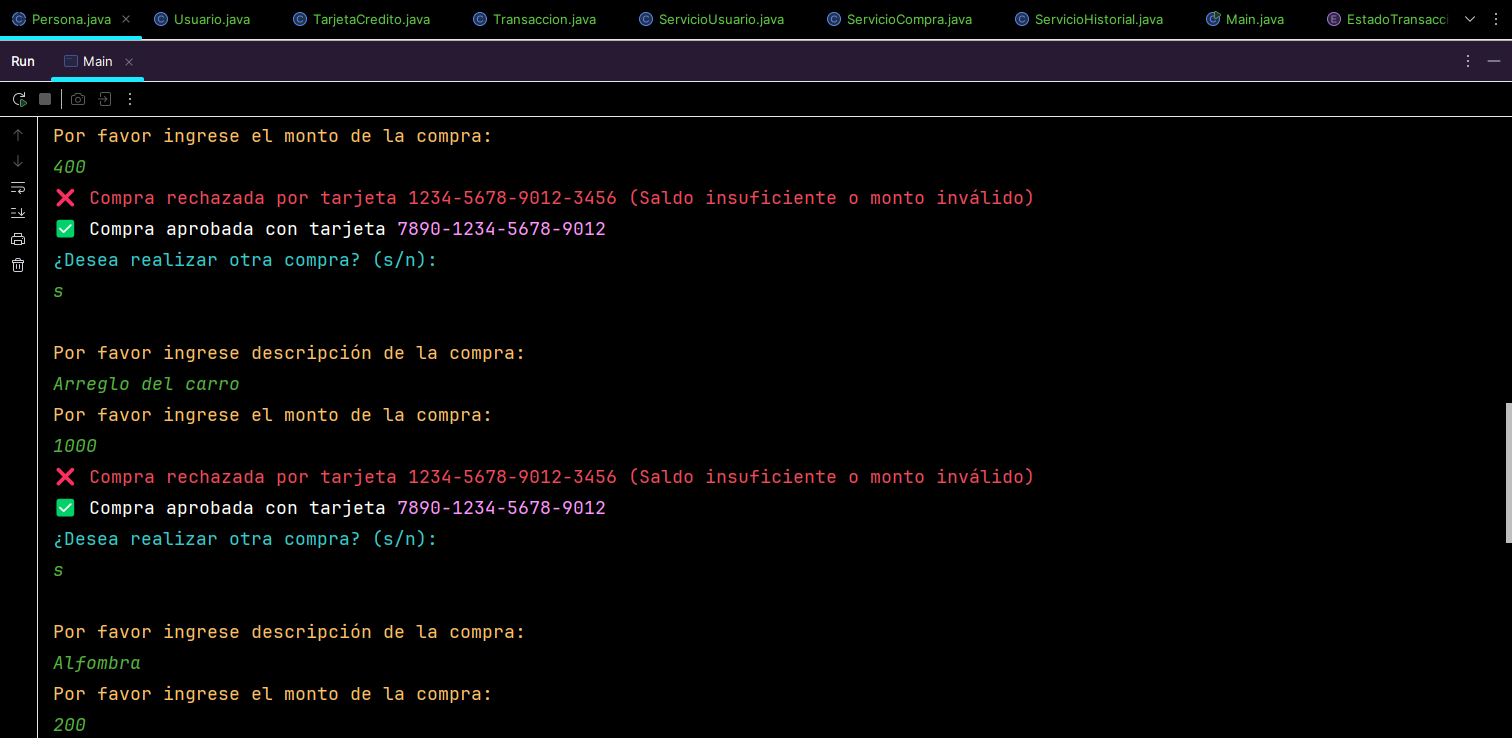 Persona.java
Usuario.java
TarjetaCredito.java
Transaccion.java
ServicioUsuario.java
ServicioCompra.java
ServicioHistorial.java
Main.java
EstadoTransacci
Run
Main
Por favor ingrese el monto de la compra:
400
❌ Compra rechazada por tarjeta 1234-5678-9012-3456 (Saldo insuficiente o monto inválido)
✅ Compra aprobada con tarjeta 7890-1234-5678-9012
¿Desea realizar otra compra? (s/n):
s
Por favor ingrese descripción de la compra:
Arreglo del carro
Por favor ingrese el monto de la compra:
1000
❌ Compra rechazada por tarjeta 1234-5678-9012-3456 (Saldo insuficiente o monto inválido)
✅ Compra aprobada con tarjeta 7890-1234-5678-9012
¿Desea realizar otra compra? (s/n):
s
Por favor ingrese descripción de la compra:
Alfombra
Por favor ingrese el monto de la compra:
200